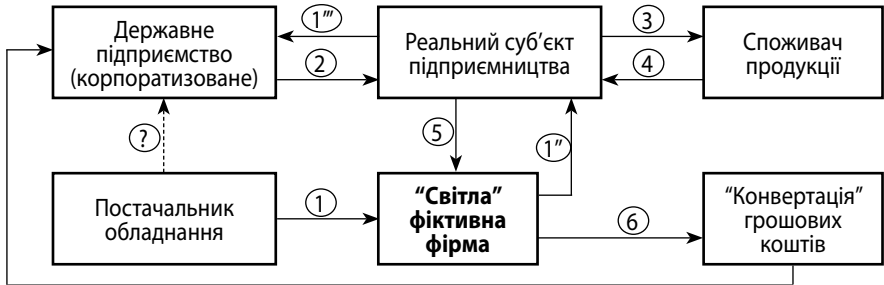 Державне
підприємство
(корпоратизоване)
1‴
2
Реальний суб’єкт
підприємництва
3
4
Споживач
продукції
?
5
1″
Постачальник
обладнання
1
“Світла”
фіктивна
фірма
6
“Конвертація”
грошових
коштів